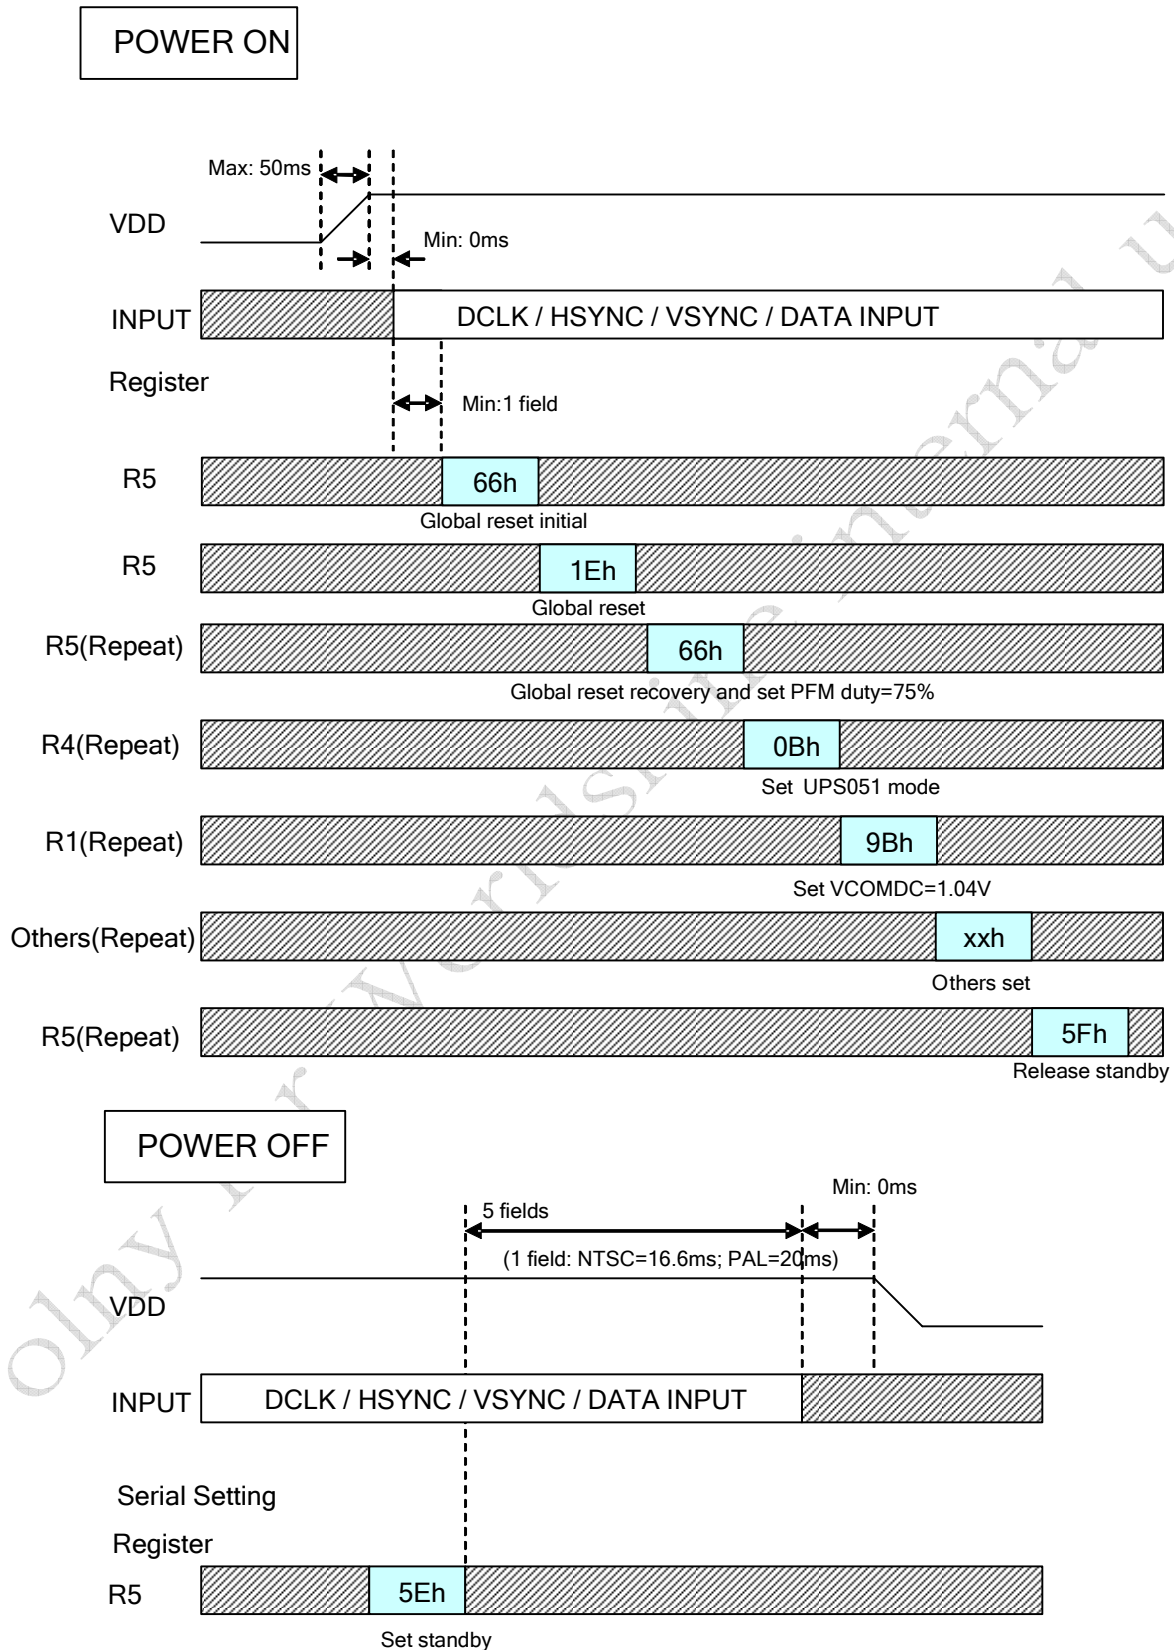 POWER ON
Max: 50ms
VDD
Min: 0ms
INPUT
DCLK / HSYNC / VSYNC / DATA INPUT
Register
Min:1 field
R5
66h
Global reset initial
R5
1Eh
Global reset
R5(Repeat)
66h
Global reset recovery and set PFM duty=75%
R4(Repeat)
0Bh
Set UPS051 mode
R1(Repeat)
9Bh
Set VCOMDC=1.04V
Others(Repeat)
xxh
Others set
R5(Repeat)
5Fh
Release standby
POWER OFF
Min: 0ms
5 fields
(1 field: NTSC=16.6ms; PAL=20ms)
VDD
INPUT
DCLK / HSYNC / VSYNC / DATA INPUT
Serial Setting
Register
R5
5Eh
Set standby
olny
internal u